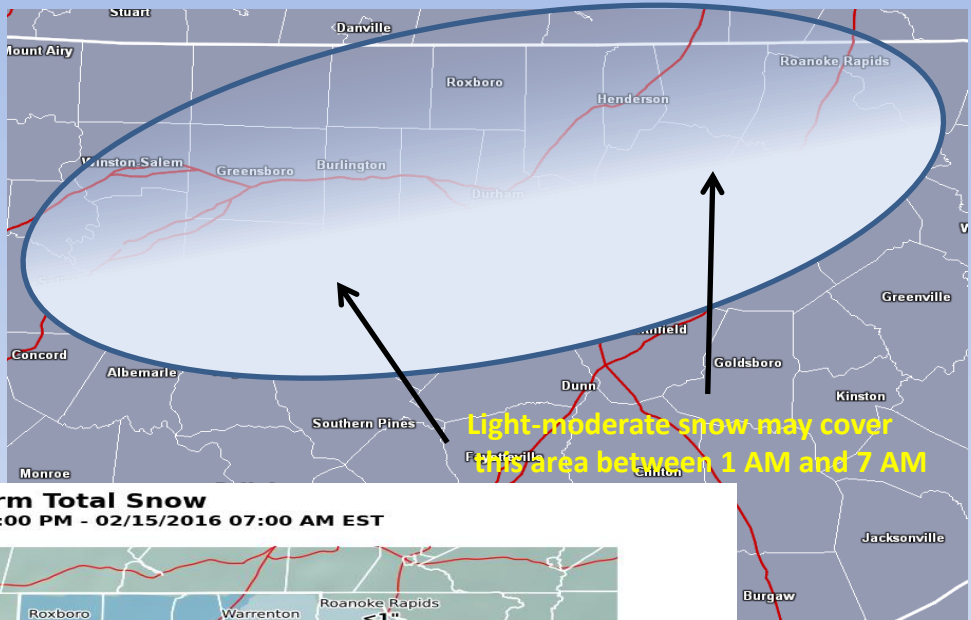 Stuart
Danville
Mount Airy
Roxboro
Roanoke Rapids
Henderson
Winston-Salem
Greensboro
Burlington
Durham
Greenville
nfield
Concord
Albemarle
Goldsboro
Dunn
Kinston
Southern Pines
Light-moderate snow may cover
Fayetteville
this area between 1 AM and 7 AM
Monroe
Clinton
rm Total Snow
:00 PM - 02/15/2016 07:00 AM EST
Jacksonville
Burgaw
Roanoke Rapids
Roxboro
Warrenton
<1"